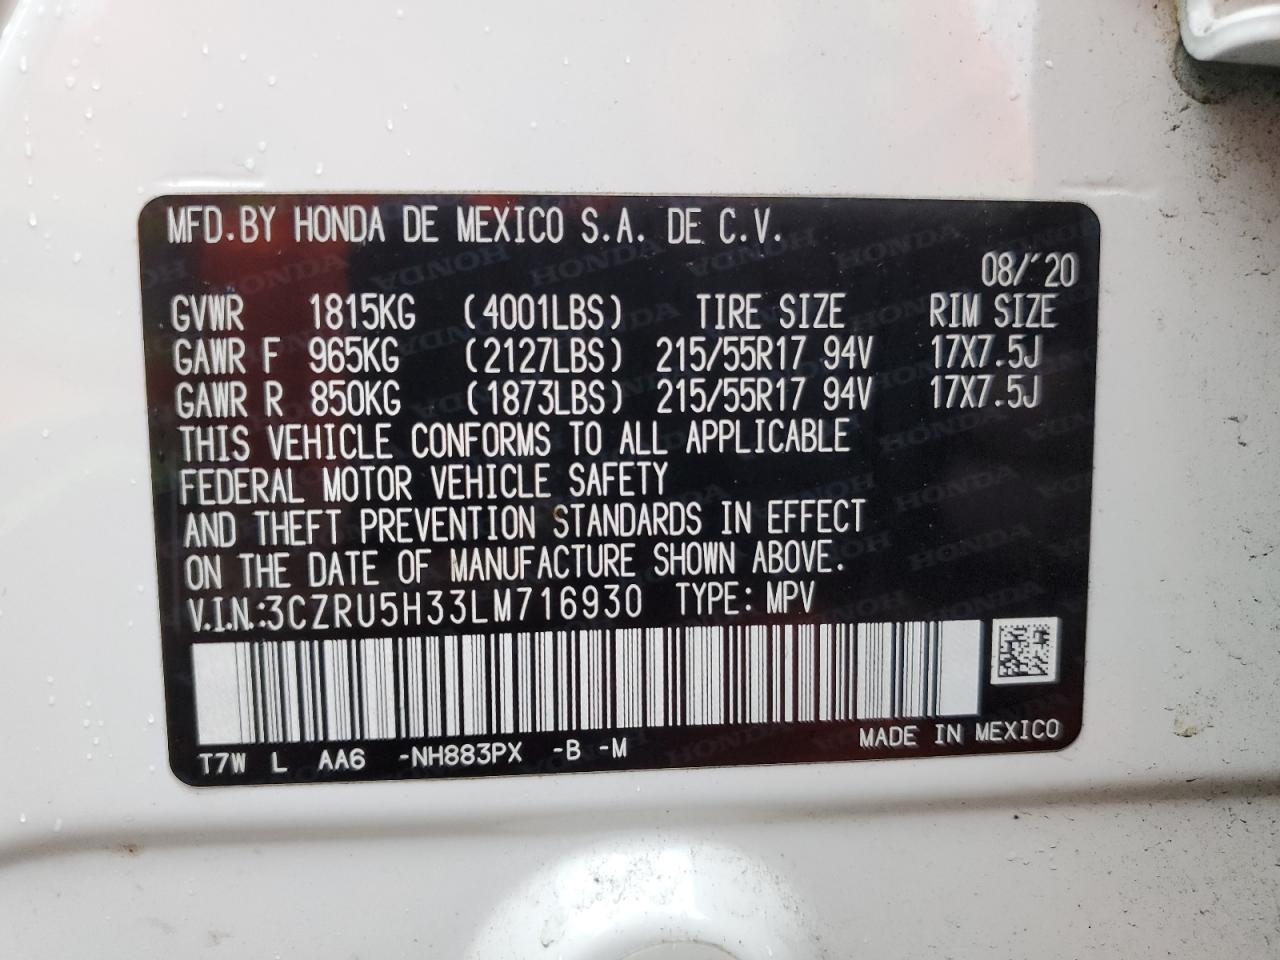 MFD.BY HONDA DE MEXICO S.A. DE C.V.
08/'20
GVWR 1815KG (4001LBS) TIRE SIZE RIM SIZE
GAWR F 965KG (2127LBS) 215/55R17 94V 17X7.5J
GAWR R 850KG (1873LBS) 215/55R17 94V 17X7.5J
THIS VEHICLE CONFORMS TO ALL APPLICABLE
FEDERAL MOTOR VEHICLE SAFETY
AND THEFT PREVENTION STANDARDS IN EFFECT
ON THE DATE OF MANUFACTURE SHOWN ABOVE.
V.I.N.:3CZRU5H33LM716930 TYPE: MPV
T7W L AA6 -NH883PX -B -M MADE IN MEXICO